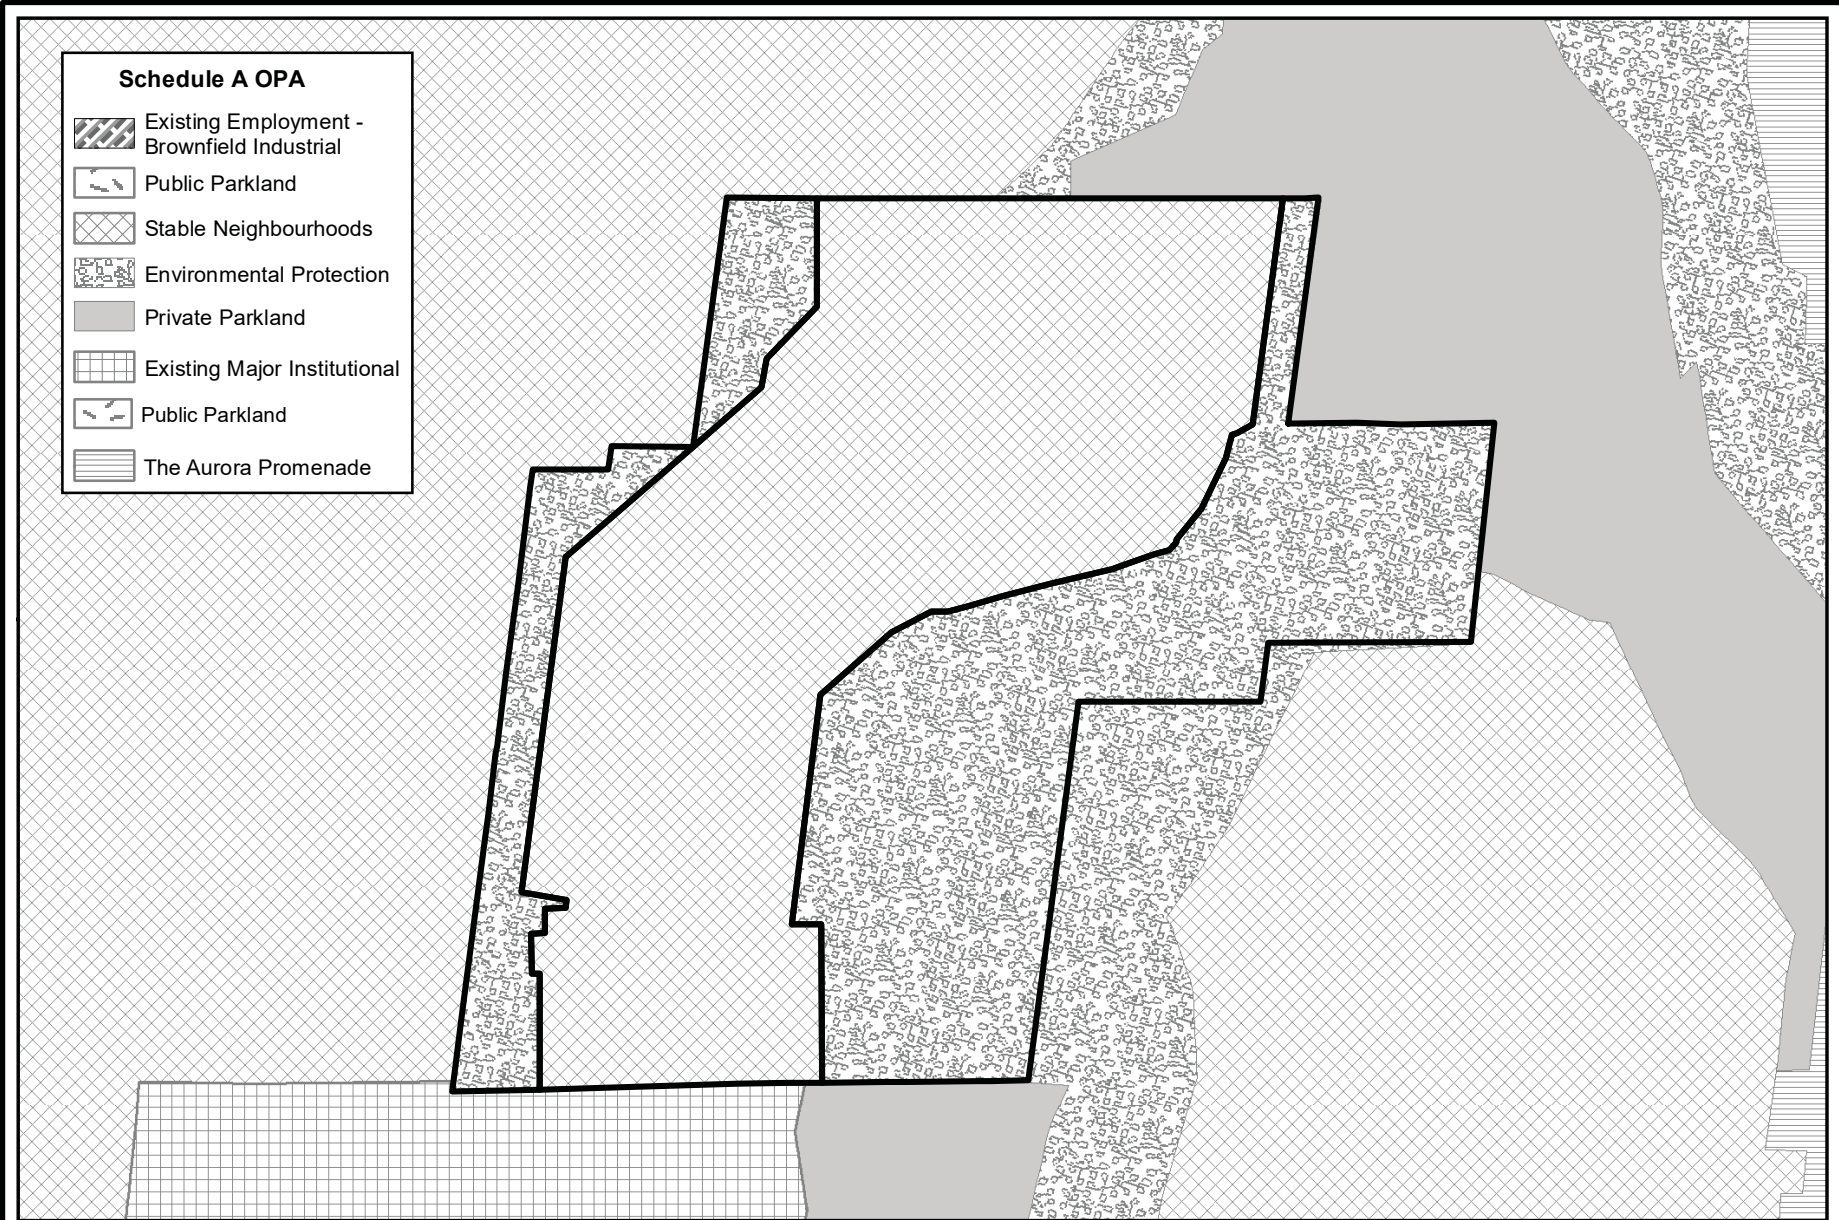 Schedule A OPA
Existing Employment -
Brownfield Industrial
Public Parkland
Stable Neighbourhoods
Environmental Protection
Private Parkland
Existing Major Institutional
Public Parkland
The Aurora Promenade